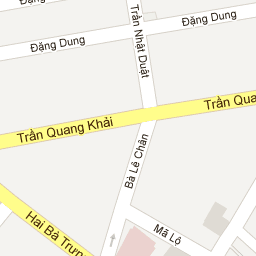 Đặng
Trần Nhật Duật
Đặng Dung
Đặng Dung
Trần Qua
Trần Quang Khải
Bà Lê Chân
Hai Bà Trưn
Mã Lộ